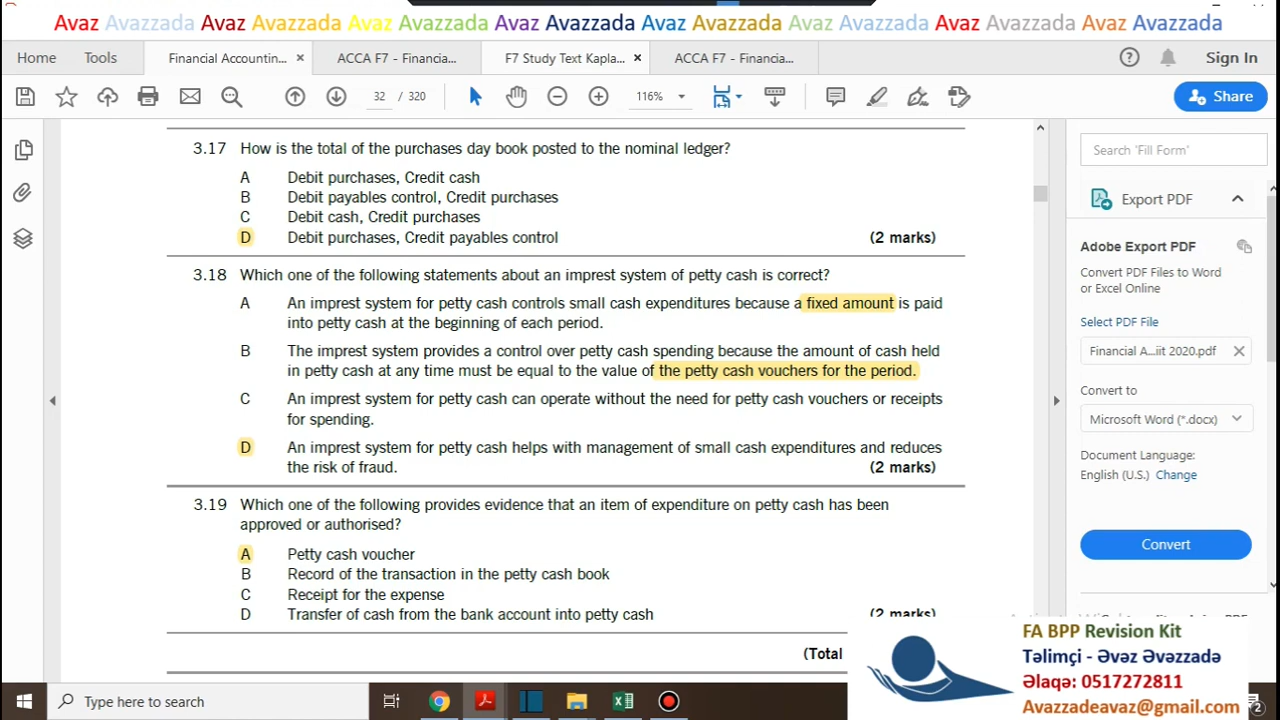 Avaz Avazzada Avaz Avazzada Avaz Avazzada Avaz Avazzada Avaz Avazzada Avaz Avazzada Avaz Avazzada Avaz Avazzada
Home Tools Financial Accountin... × ACCA F7 - Financia... F7 Study Text Kapla... × ACCA F7 - Financia... Sign In
32 / 320 116% Share
3.17 How is the total of the purchases day book posted to the nominal ledger?
A Debit purchases, Credit cash
B Debit payables control, Credit purchases
C Debit cash, Credit purchases
D Debit purchases, Credit payables control (2 marks)
3.18 Which one of the following statements about an imprest system of petty cash is correct?
A An imprest system for petty cash controls small cash expenditures because a fixed amount is paid
into petty cash at the beginning of each period.
B The imprest system provides a control over petty cash spending because the amount of cash held
in petty cash at any time must be equal to the value of the petty cash vouchers for the period.
C An imprest system for petty cash can operate without the need for petty cash vouchers or receipts
for spending.
D An imprest system for petty cash helps with management of small cash expenditures and reduces
the risk of fraud. (2 marks)
3.19 Which one of the following provides evidence that an item of expenditure on petty cash has been
approved or authorised?
A Petty cash voucher
B Record of the transaction in the petty cash book
C Receipt for the expense
D Transfer of cash from the bank account into petty cash (2 marks)
(Total
Search 'Fill Form'
Export PDF
Adobe Export PDF
Convert PDF Files to Word
or Excel Online
Select PDF File
Financial A...iit 2020.pdf
Convert to
Microsoft Word (*.docx)
Document Language:
English (U.S.) Change
Convert
FA BPP Revision Kit
Təlimçi - Əvəz Əvəzzadə
Əlaqə: 0517272811
Avazzadeavaz@gmail.com
Type here to search
2